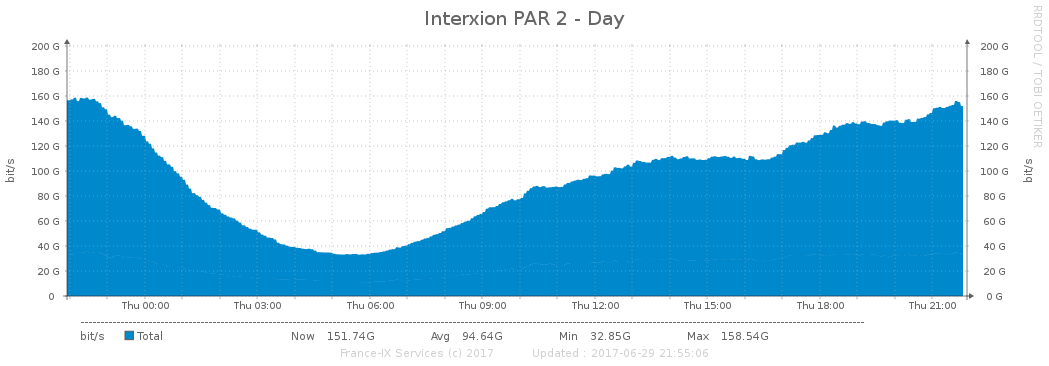 Interxion PAR 2 - Day
RRDTOOL / TOBI OETIKER
200 G 200 G
180 G 180 G
160 G 160 G
140 G 140 G
120 G 120 G
100 G 100 G
80 G 80 G
60 G 60 G
40 G 40 G
20 G 20 G
0 0 G
bit/s
bit/s
Thu 00:00 Thu 03:00 Thu 06:00 Thu 09:00 Thu 12:00 Thu 15:00 Thu 18:00 Thu 21:00
bit/s Total Now 151.74G Avg 94.64G Min 32.85G Max 158.54G
France-IX Services (c) 2017 Updated : 2017-06-29 21:55:06